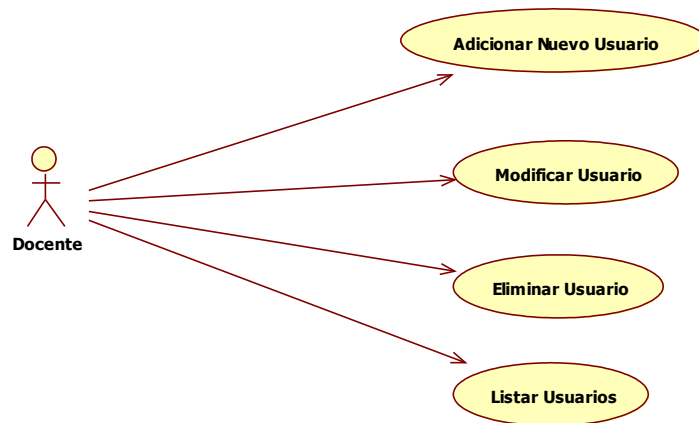 Adicionar Nuevo Usuario
Modificar Usuario
Docente
Eliminar Usuario
Listar Usuarios